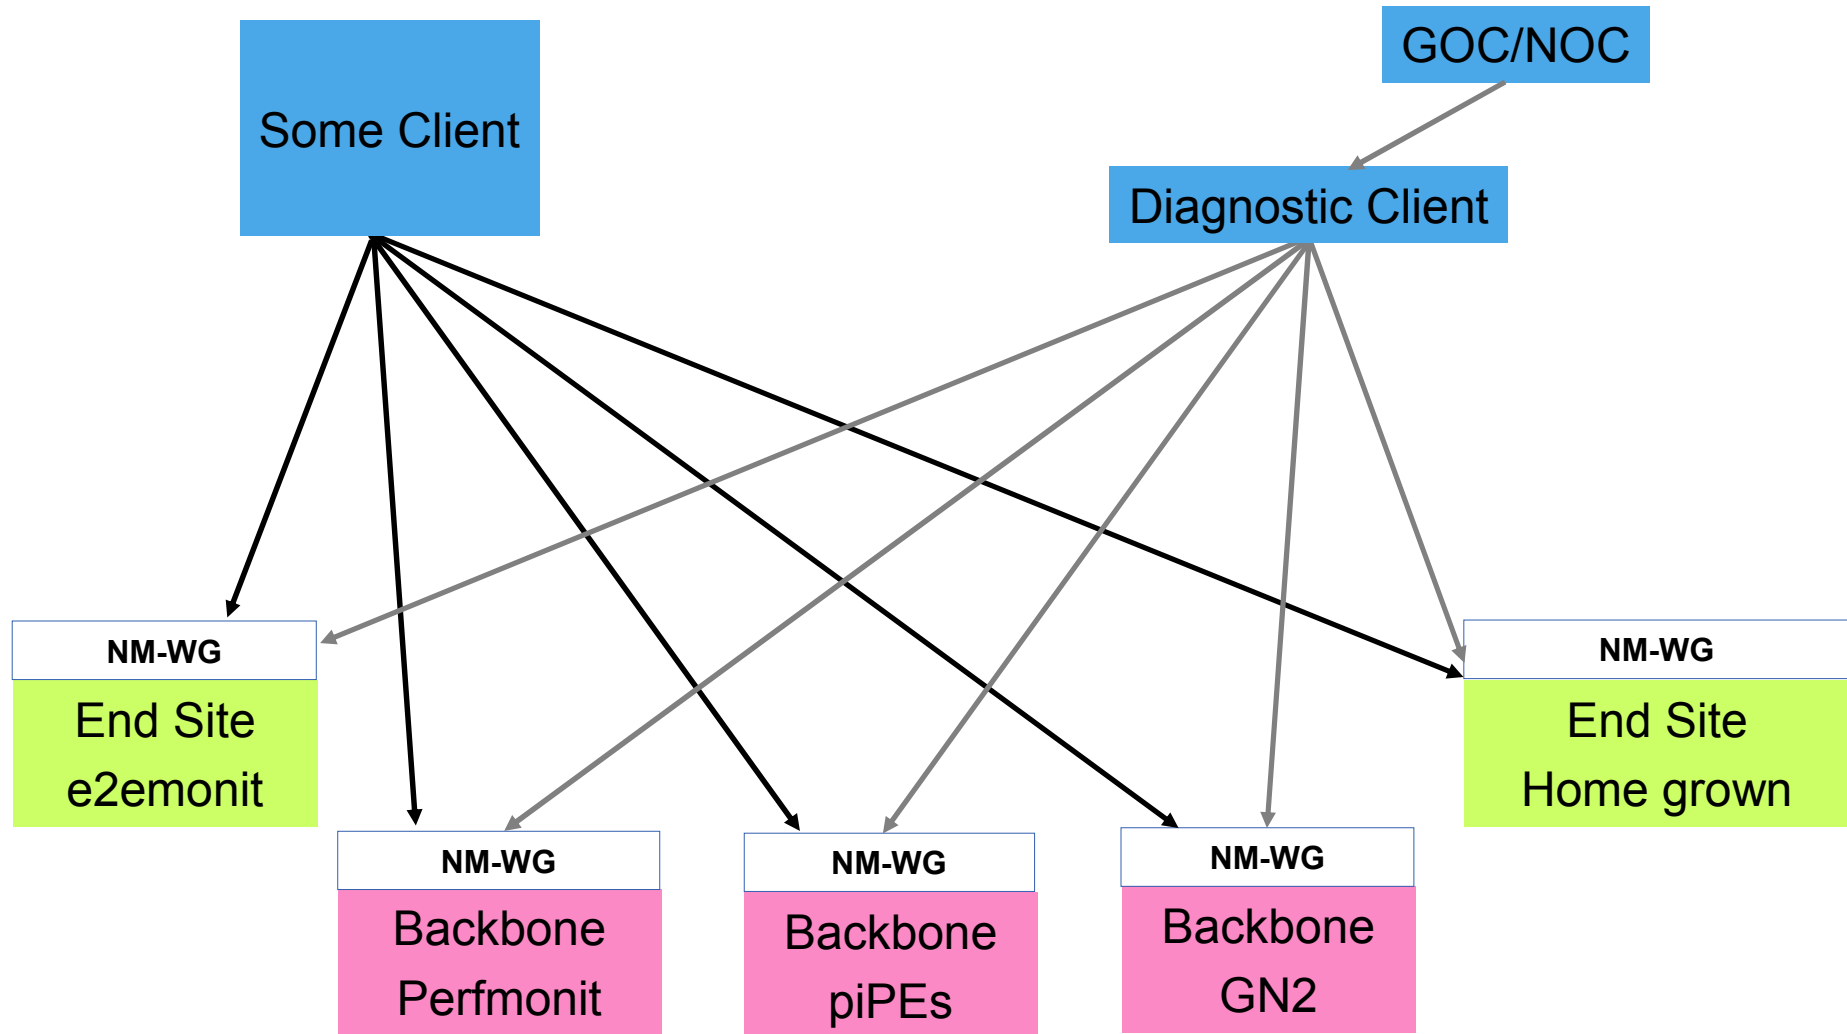 GOC/NOC
Some Client
Diagnostic Client
NM-WG
End Site
e2emonit
NM-WG
End Site
Home grown
NM-WG
Backbone
Perfmonit
NM-WG
Backbone
piPEs
NM-WG
Backbone
GN2